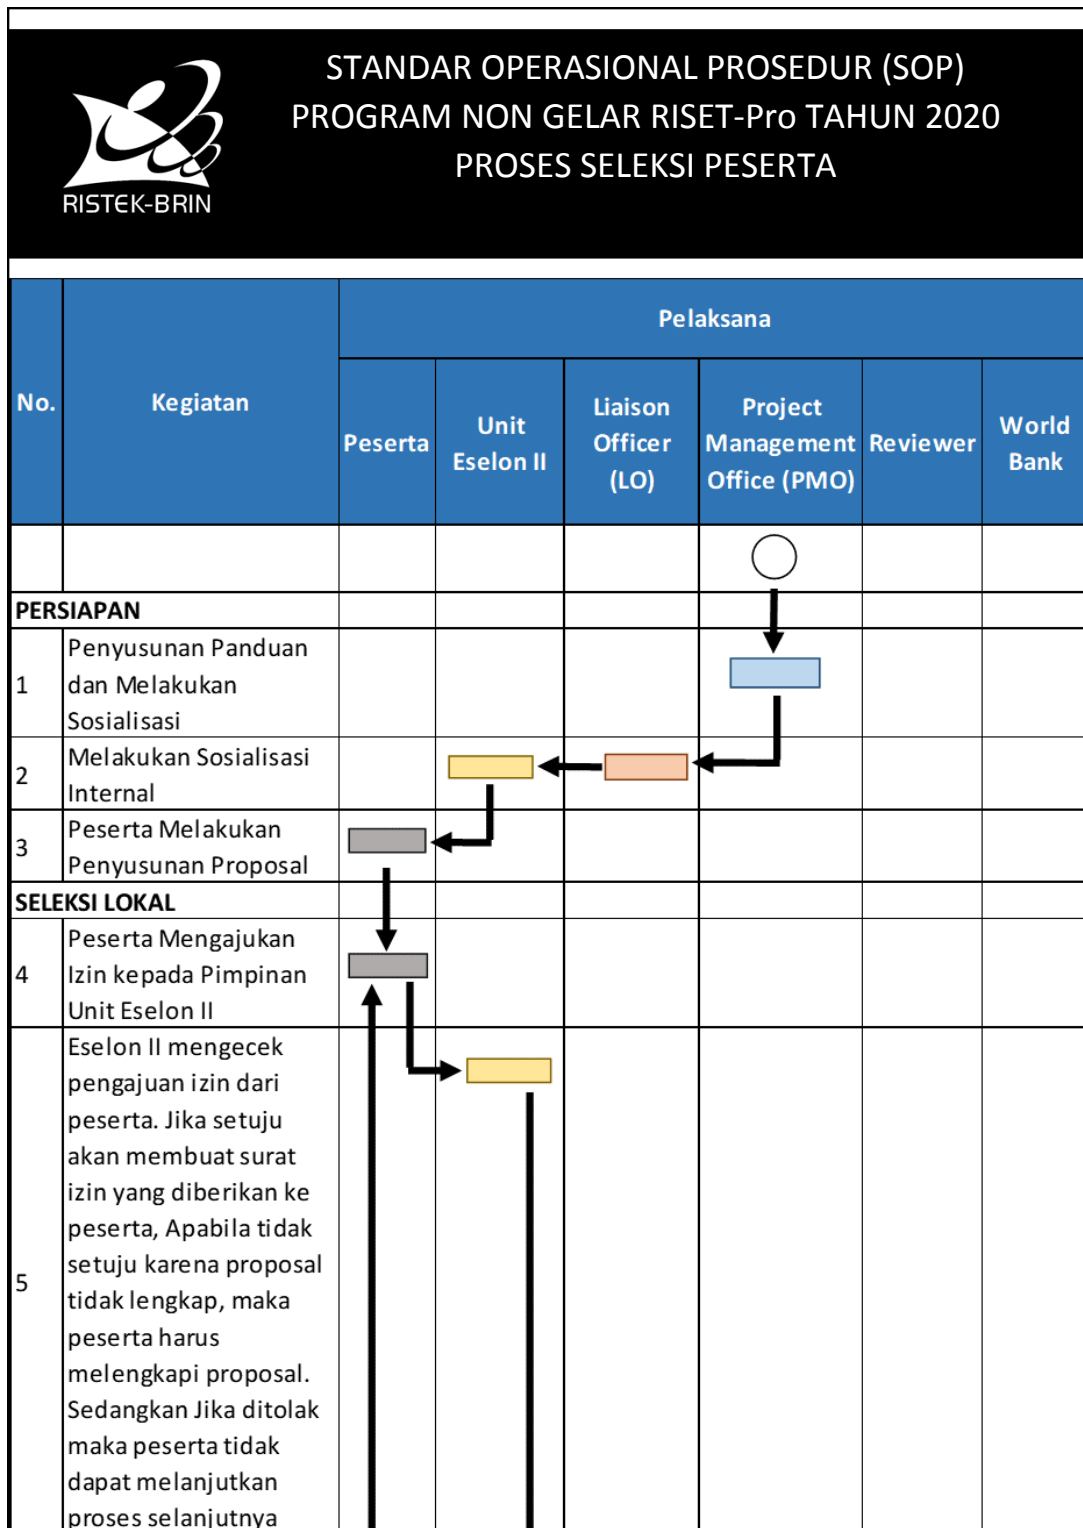 STANDAR OPERASIONAL PROSEDUR (SOP)
PROGRAM NON GELAR RISET-Pro TAHUN 2020
PROSES SELEKSI PESERTA
RISTEK-BRIN
No.
Kegiatan
Pelaksana
Peserta
Unit
Eselon II
Liaison
Officer
(LO)
Project
Management
Office (PMO)
Reviewer
World
Bank
PERSIAPAN
1
Penyusunan Panduan
dan Melakukan
Sosialisasi
2
Melakukan Sosialisasi
Internal
3
Peserta Melakukan
Penyusunan Proposal
SELEKSI LOKAL
4
Peserta Mengajukan
Izin kepada Pimpinan
Unit Eselon II
5
Eselon II mengecek
pengajuan izin dari
peserta. Jika setuju
akan membuat surat
izin yang diberikan ke
peserta, Apabila tidak
setuju karena proposal
tidak lengkap, maka
peserta harus
melengkapi proposal.
Sedangkan Jika ditolak
maka peserta tidak
dapat melanjutkan
proses selanjutnya